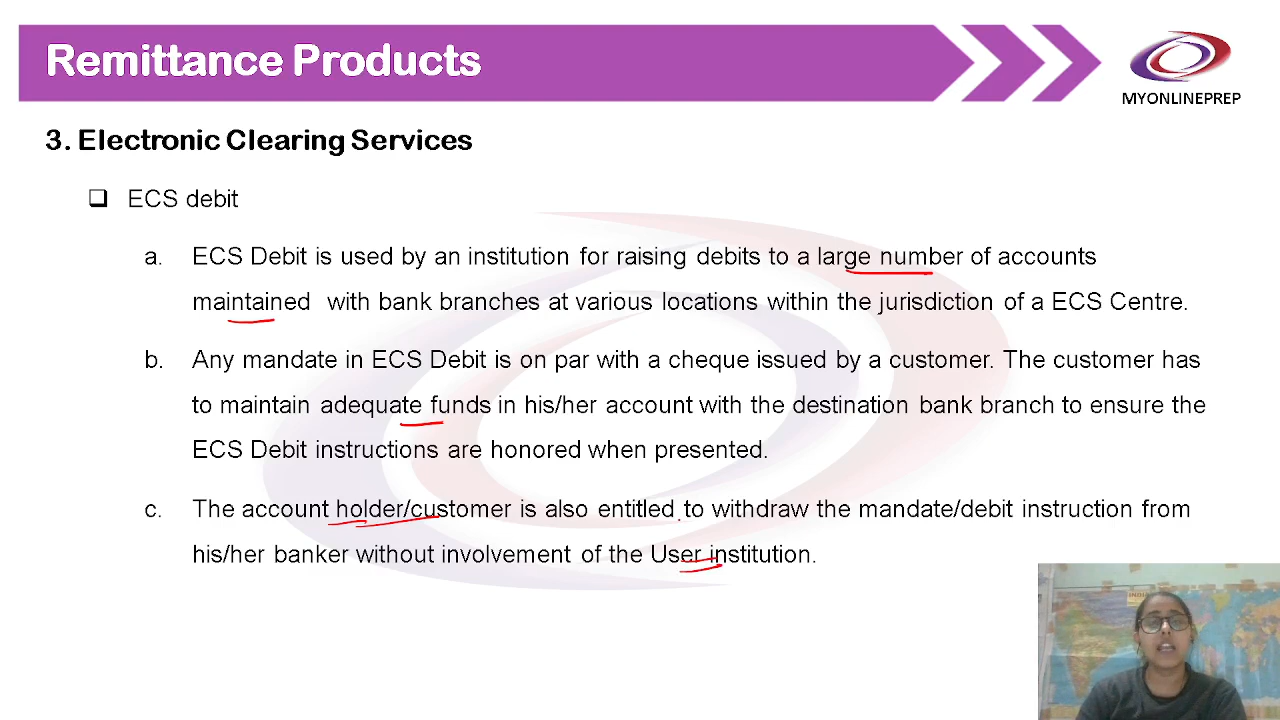 Remittance Products
MYONLINEPREP
3. Electronic Clearing Services
ECS debit
a. ECS Debit is used by an institution for raising debits to a large number of accounts
maintained with bank branches at various locations within the jurisdiction of a ECS Centre.
b. Any mandate in ECS Debit is on par with a cheque issued by a customer. The customer has
to maintain adequate funds in his/her account with the destination bank branch to ensure the
ECS Debit instructions are honored when presented.
c. The account holder/customer is also entitled to withdraw the mandate/debit instruction from
his/her banker without involvement of the User institution.
INDIA